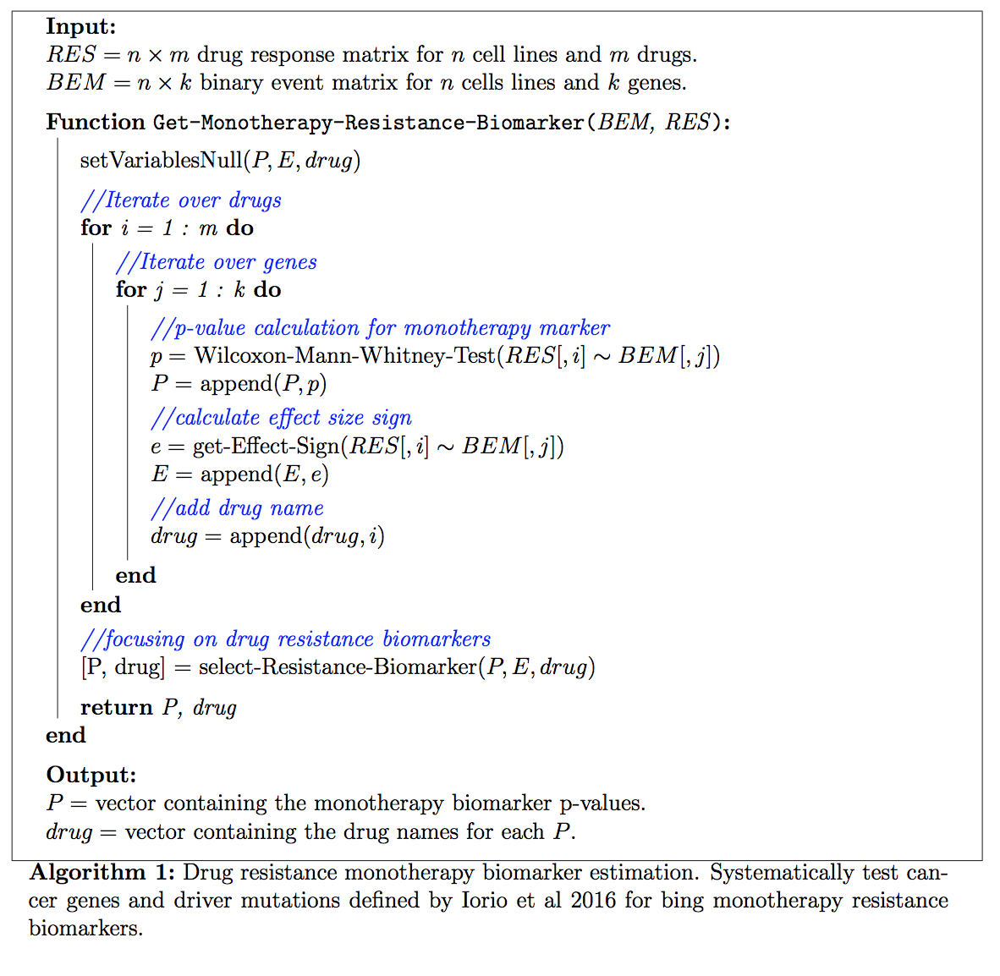 Input:
RES = n × m drug response matrix for n cell lines and m drugs.
BEM = n × k binary event matrix for n cells lines and k genes.
Function Get-Monotherapy-Resistance-Biomarker(BEM, RES):
setVariablesNull(P, E, drug)
//Iterate over drugs
for i = 1 : m do
//Iterate over genes
for j = 1 : k do
//p-value calculation for monotherapy marker
p = Wilcoxon-Mann-Whitney-Test(RES[, i] ∼ BEM[, j])
P = append(P, p)
//calculate effect size sign
e = get-Effect-Sign(RES[, i] ∼ BEM[, j])
E = append(E, e)
//add drug name
drug = append(drug, i)
end
end
//focusing on drug resistance biomarkers
[P, drug] = select-Resistance-Biomarker(P, E, drug)
return P, drug
end
Output:
P = vector containing the monotherapy biomarker p-values.
drug = vector containing the drug names for each P.
Algorithm 1: Drug resistance monotherapy biomarker estimation. Systematically test can-
cer genes and driver mutations defined by Iorio et al 2016 for bing monotherapy resistance
biomarkers.